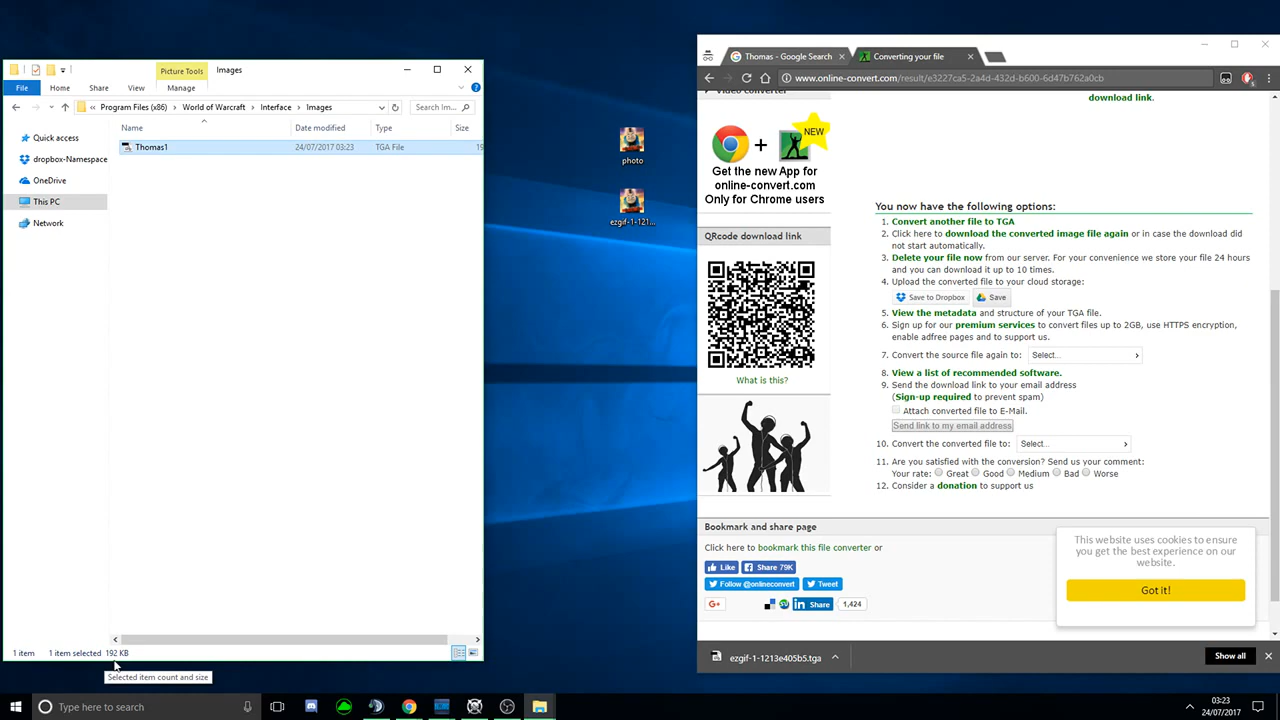 Picture Tools
Images
File
Home
Share
View
Manage
Program Files (x86)
World of Warcraft
Interface
Images
Search Im...
Name
Date modified
Type
Size
Thomas1
24/07/2017 03:23
TGA File
19
Quick access
dropbox-Namespace
OneDrive
This PC
Network
1 item
1 item selected 192 KB
Selected item count and size
photo
ezgif-1-121...
Thomas - Google Search
Converting your file
www.online-convert.com/result/e3227ca5-2a4d-432d-b600-6d47b762a0cb
Video converter
download link.
NEW
Get the new App for
online-convert.com
Only for Chrome users
QRcode download link
What is this?
You now have the following options:
1. Convert another file to TGA
2. Click here to download the converted image file again or in case the download did
not start automatically.
3. Delete your file now from our server. For your convenience we store your file 24 hours
and you can download it up to 10 times.
4. Upload the converted file to your cloud storage:
Save to Dropbox
Save
5. View the metadata and structure of your TGA file.
6. Sign up for our premium services to convert files up to 2GB, use HTTPS encryption,
enable adfree pages and to support us.
7. Convert the source file again to: Select...
8. View a list of recommended software.
9. Send the download link to your email address
(Sign-up required to prevent spam)
Attach converted file to E-Mail.
Send link to my email address
10. Convert the converted file to: Select...
11. Are you satisfied with the conversion? Send us your comment:
Your rate: Great Good Medium Bad Worse
12. Consider a donation to support us
Bookmark and share page
Click here to bookmark this file converter or
Like
Share 79K
Follow @onlineconvert
Tweet
G+
in Share
1,424
This website uses cookies to ensure
you get the best experience on our
website.
Got it!
ezgif-1-1213e405b5.tga
Show all
Type here to search
03:23
24/07/2017